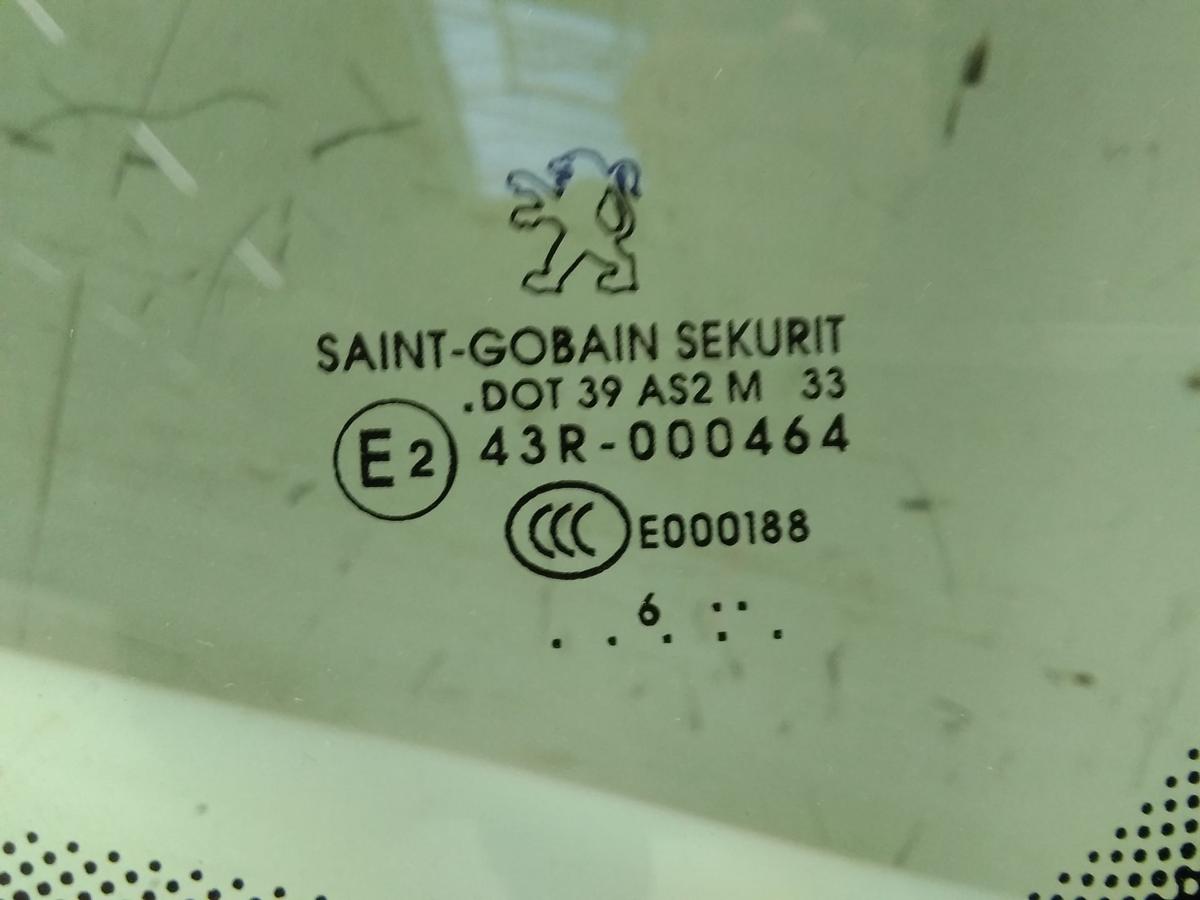 SAINT-GOBAIN SEKURIT
.DOT 39 AS2 M 33
E2 43R-000464
CCC E000188
. . 6. :· .